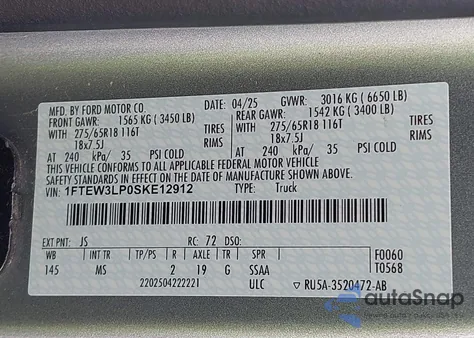 MFD. BY FORD MOTOR CO.
DATE: 04/25 GVWR: 3016 KG ( 6650 LB)
FRONT GAWR: 1565 KG ( 3450 LB) REAR GAWR: 1542 KG ( 3400 LB)
WITH TIRES WITH TIRES
275/65R18 116T 275/65R18 116T
18x7.5J RIMS 18x7.5J RIMS
AT 240 kPa/ 35 PSI COLD AT 240 kPa/ 35 PSI COLD
THIS VEHICLE CONFORMS TO ALL APPLICABLE FEDERAL MOTOR VEHICLE
SAFETY STANDARDS IN EFFECT ON THE DATE OF MANUFACTURE SHOWN ABOVE.
VIN: 1FTEW3LP0SKE12912 TYPE: Truck
EXT PNT: JS RC: 72 DSO:
WB INT TR TP/PS R AXLE TR SPR F0060
145 MS 2 19 G SSAA T0568
2202504222221 ULC ▽ RU5A-3520472-AB
autoSnap